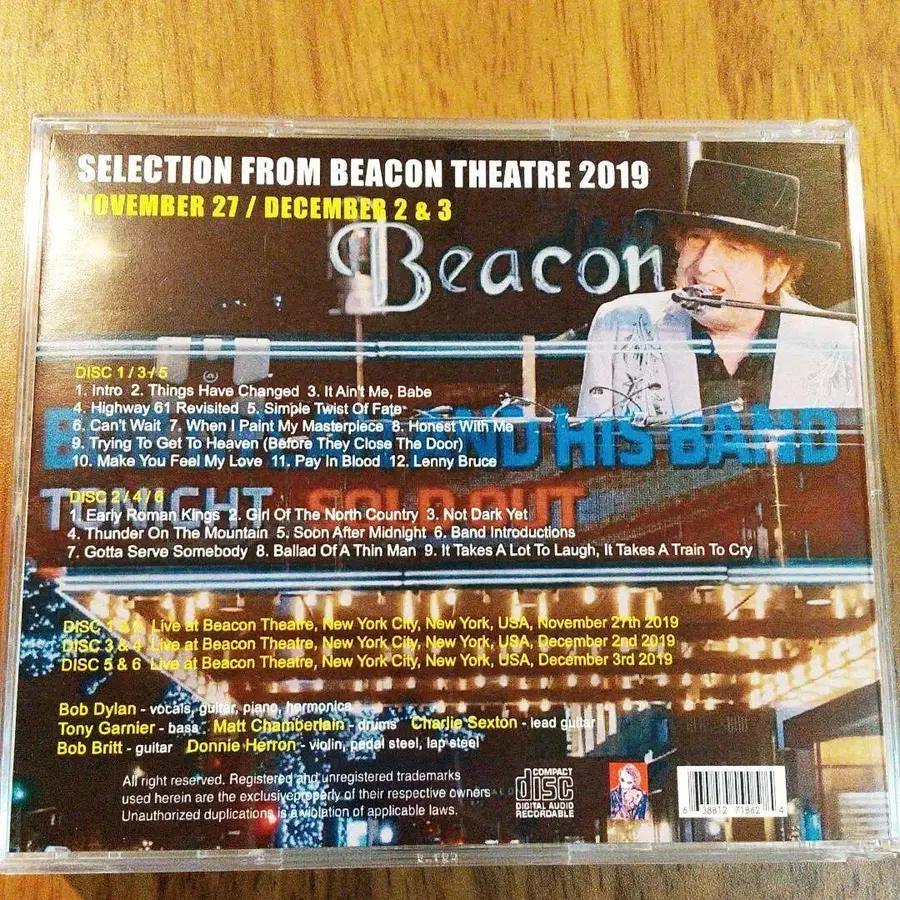 SELECTION FROM BEACON THEATRE 2019
NOVEMBER 27 / DECEMBER 2 & 3
Beacon
DISC 1 / 3 / 5
1. Intro 2. Things Have Changed 3. It Ain't Me, Babe
4. Highway 61 Revisited 5. Simple Twist Of Fate
6. Can't Wait 7. When I Paint My Masterpiece 8. Honest With Me
9. Trying To Get To Heaven (Before They Close The Door)
10. Make You Feel My Love 11. Pay in Blood 12. Lenny Bruce
AND HIS BAND
TONIGHT SOLD OUT
DISC 2 / 4 / 6
1. Early Roman Kings 2. Girl Of The North Country 3. Not Dark Yet
4. Thunder On The Mountain 5. Soon After Midnight 6. Band Introductions
7. Gotta Serve Somebody 8. Ballad Of A Thin Man 9. It Takes A Lot To Laugh, It Takes A Train To Cry
DISC 1 & 2 Live at Beacon Theatre, New York City, New York, USA, November 27th 2019
DISC 3 & 4 Live at Beacon Theatre, New York City, New York, USA, December 2nd 2019
DISC 5 & 6 Live at Beacon Theatre, New York City, New York, USA, December 3rd 2019
Bob Dylan - vocals, guitar, piano, harmonica
Tony Garnier - bass Matt Chamberlain - drums Charlie Sexton - lead guitar
Bob Britt - guitar Donnie Herron - violin, pedal steel, lap steel
All right reserved. Registered and unregistered trademarks
used herein are the exclusiveproperty of their respective owners
Unauthorized duplications is a violation of applicable laws.
COMPACT
disc
DIGITAL AUDIO
RECORDABLE
6 38812 71862 4